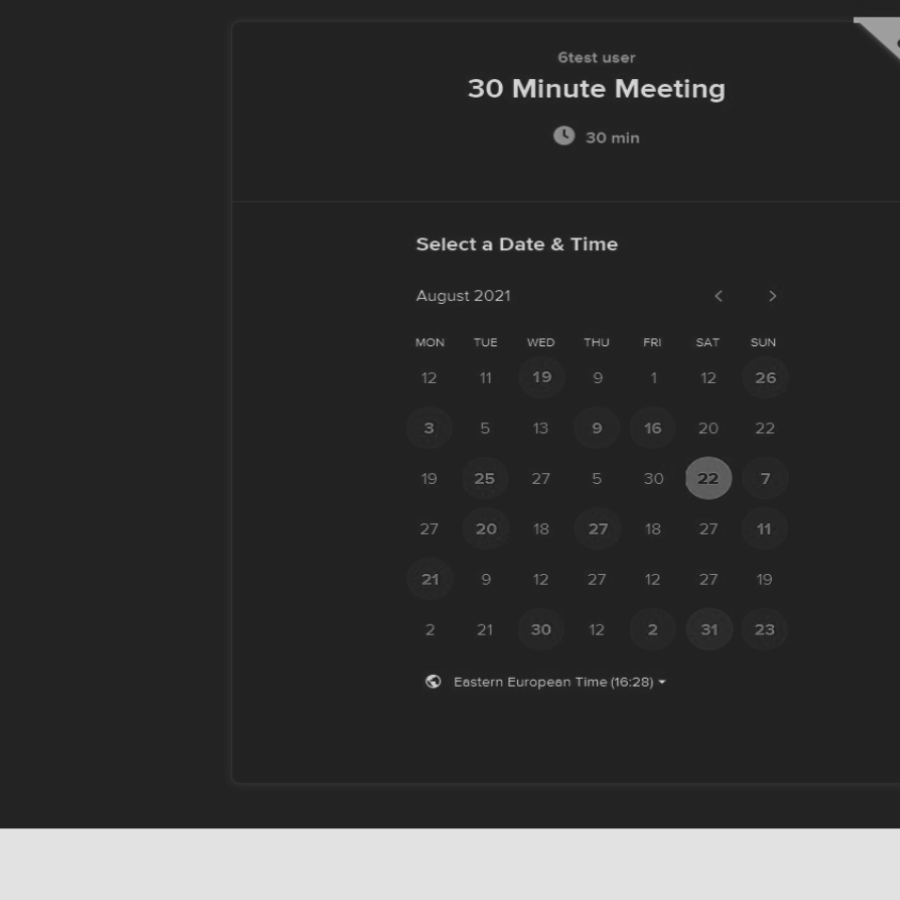 6test user
30 Minute Meeting
30 min
Select a Date & Time
August 2021
MON TUE WED THU FRI SAT SUN
12 11 19 9 1 12 26
3 5 13 9 16 20 22
19 25 27 5 30 22 7
27 20 18 27 18 27 11
21 9 12 27 12 27 19
2 21 30 12 2 31 23
Eastern European Time (16:28)